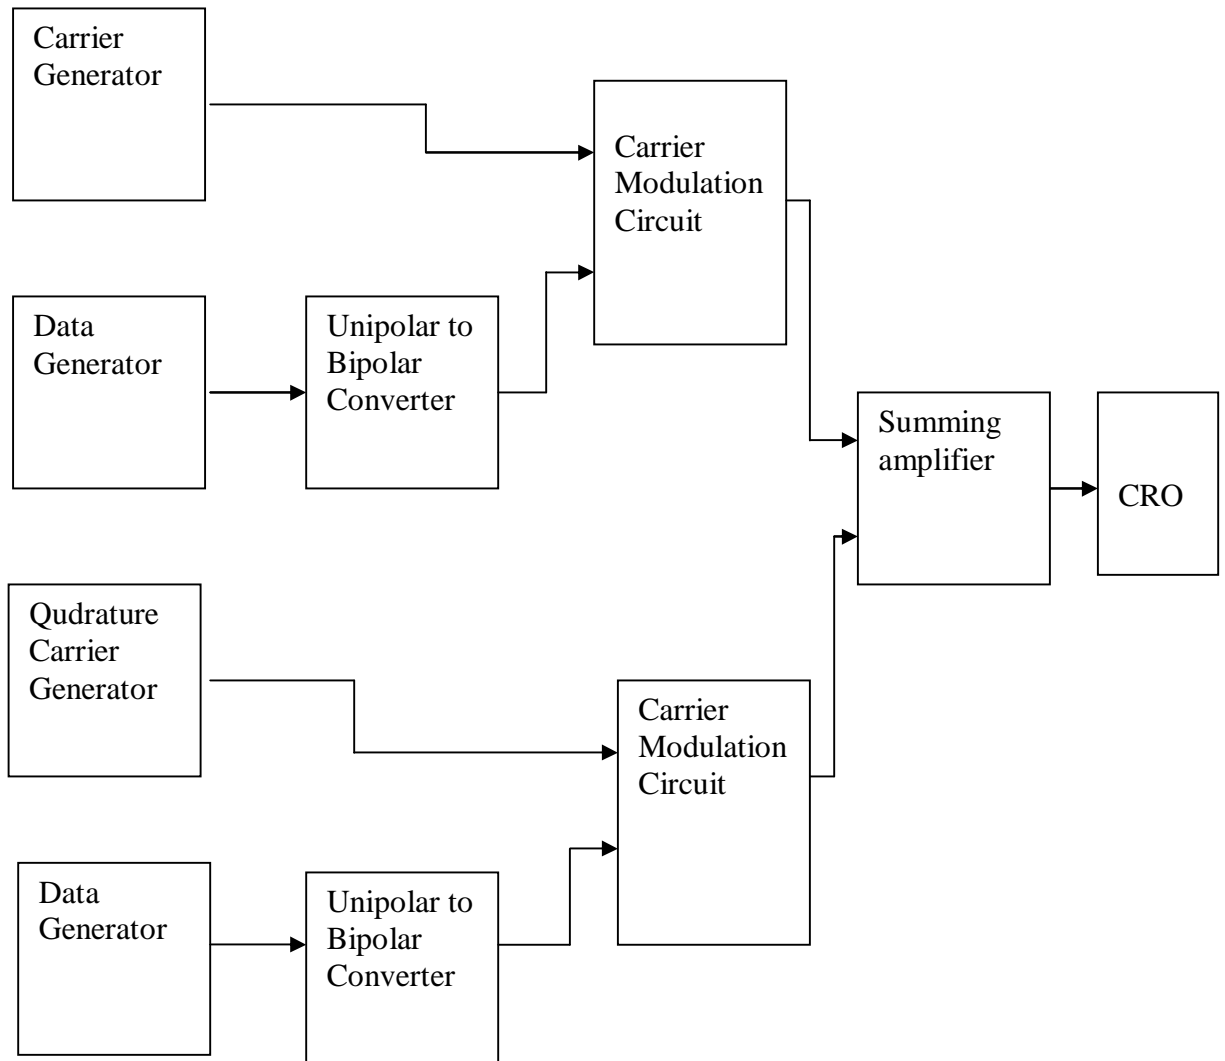 Carrier
Generator
Carrier
Modulation
Circuit
Data
Generator
Unipolar to
Bipolar
Converter
Summing
amplifier
CRO
Qudrature
Carrier
Generator
Carrier
Modulation
Circuit
Data
Generator
Unipolar to
Bipolar
Converter